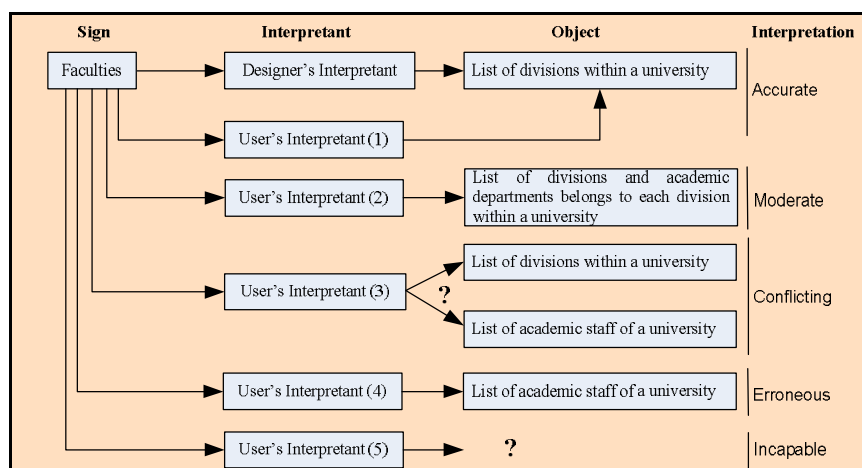 Sign Interpretant Object Interpretation
Faculties Designer's Interpretant List of divisions within a university
Accurate
User's Interpretant (1)
User's Interpretant (2) List of divisions and academic
departments belongs to each division
within a university
Moderate
List of divisions within a university
User's Interpretant (3) ? Conflicting
List of academic staff of a university
User's Interpretant (4) List of academic staff of a university Erroneous
User's Interpretant (5) ? Incapable